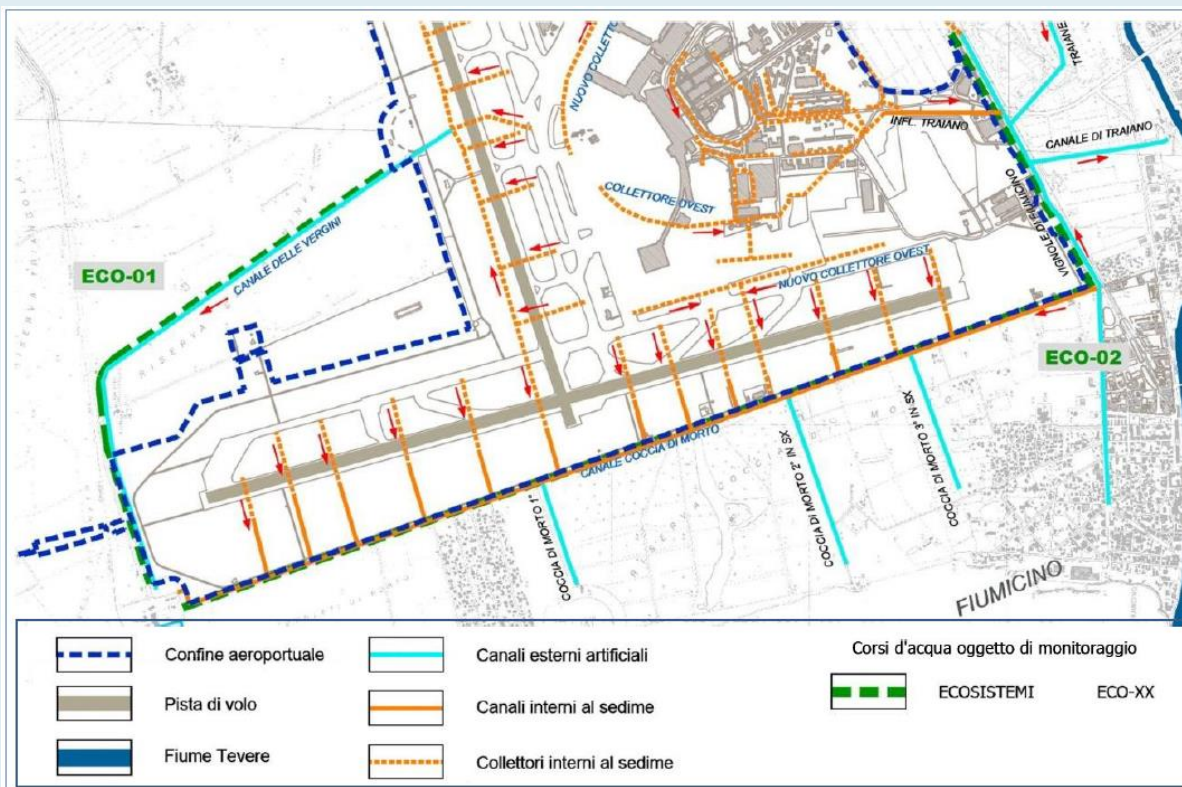 NUOVO COLLETTO
TRAIANE
INFL. TRAIANO
CANALE DI TRAIANO
COLLETTORE OVEST
VIGNOLE DI FIUMICINO
CANALE DELLE VERGINI
ECO-01
NUOVO COLLETTORE OVEST
ECO-02
CANALE COCCIA DI MORTO
COCCIA DI MORTO 1°
COCCIA DI MORTO 2° IN SX
COCCIA DI MORTO 3° IN SX
FIUMICINO
Confine aeroportuale
Pista di volo
Fiume Tevere
Canali esterni artificiali
Canali interni al sedime
Collettori interni al sedime
Corsi d'acqua oggetto di monitoraggio
ECOSISTEMI ECO-XX